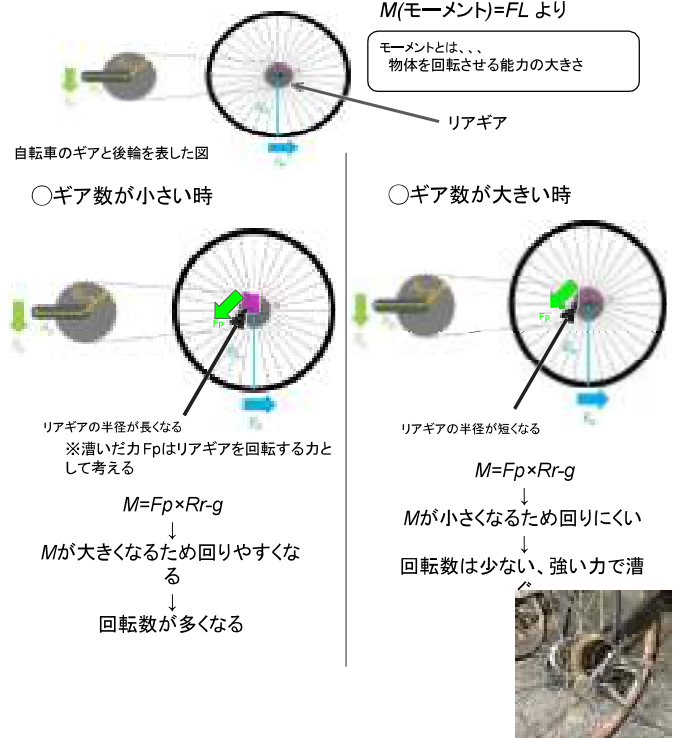 M(モーメント)=FL より
モーメントとは、、、
物体を回転させる能力の大きさ
リアギア
自転車のギアと後輪を表した図
◯ギア数が小さい時
Fp
リアギアの半径が長くなる
※漕いだ力Fpはリアギアを回転する力と
して考える
M=Fp×Rr-g
↓
Mが大きくなるため回りやすくな
る
↓
回転数が多くなる
◯ギア数が大きい時
Fp
リアギアの半径が短くなる
M=Fp×Rr-g
↓
Mが小さくなるため回りにくい
↓
回転数は少ない、強い力で漕